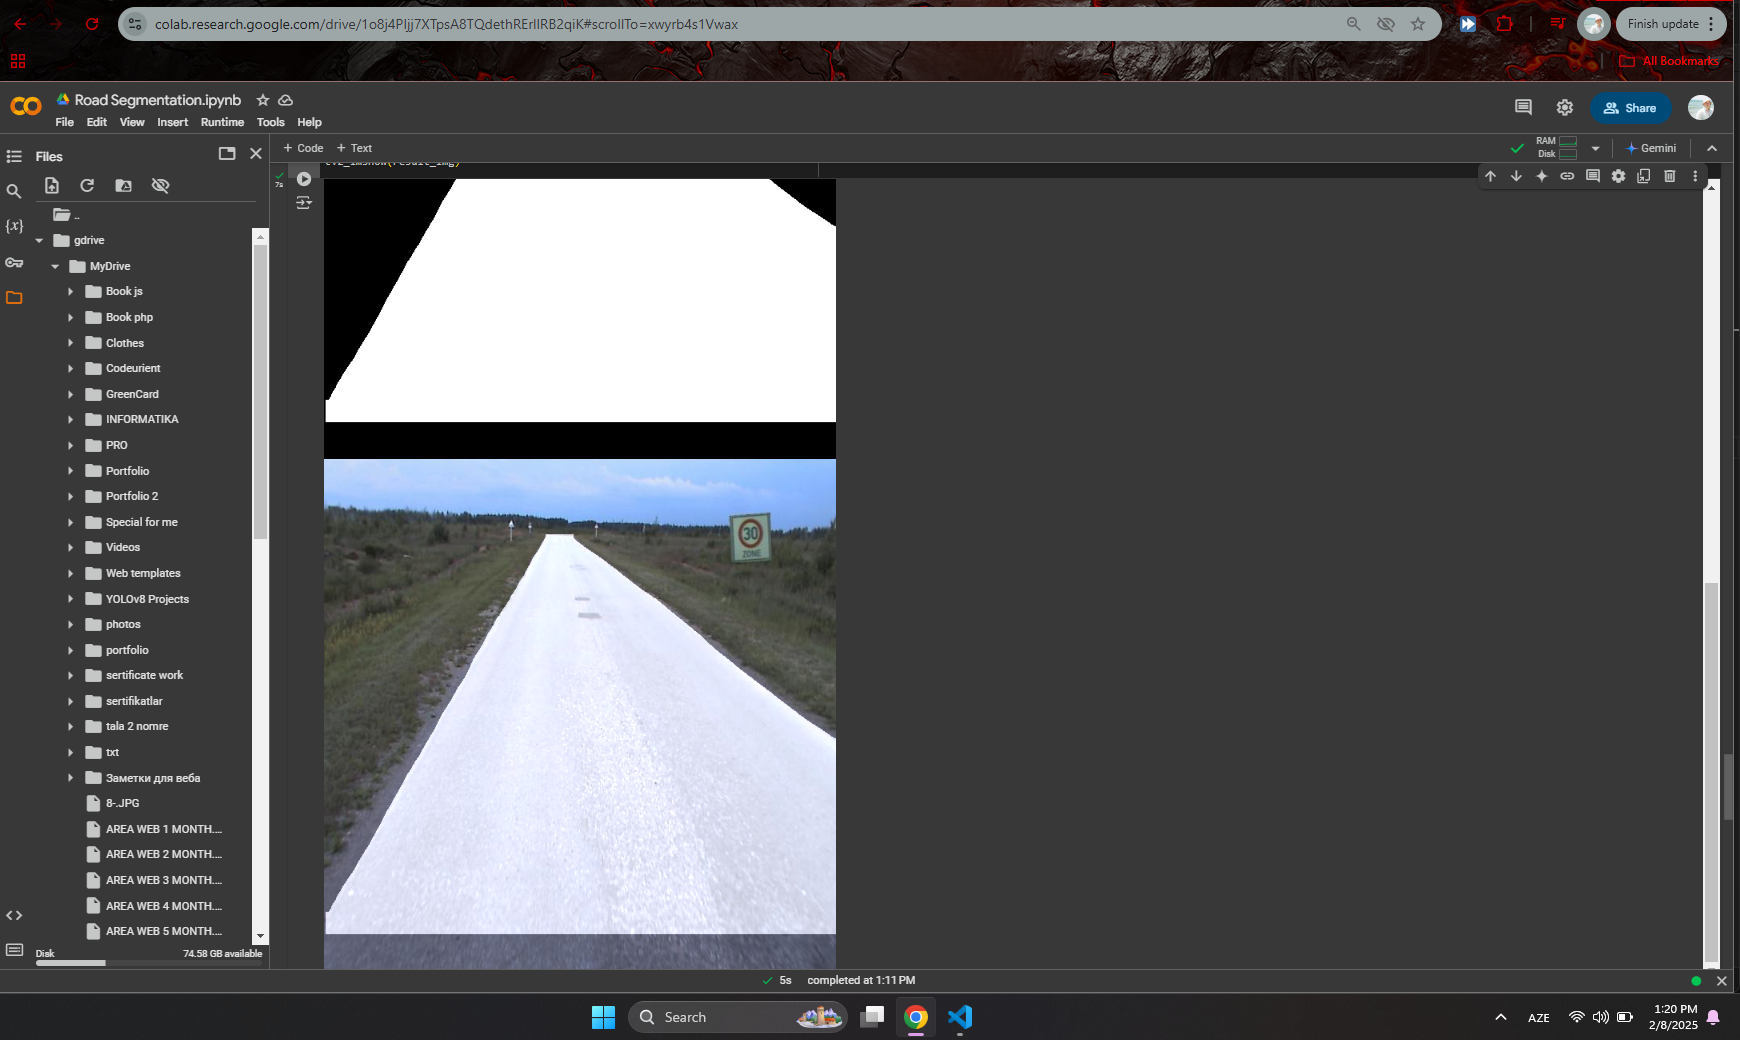 colab.research.google.com/drive/1o8j4PIjj7XTpsA8TQdethRErlIRB2qiK#scrollTo=xwyrb4s1Vwax
Finish update
All Bookmarks
Road Segmentation.ipynb
File Edit View Insert Runtime Tools Help
Share
Files
+ Code + Text
RAM
Disk
Gemini
cv2_imshow(result_img)
7s
{x}
..
gdrive
MyDrive
Book js
Book php
Clothes
Codeurient
GreenCard
INFORMATIKA
PRO
Portfolio
Portfolio 2
Special for me
Videos
Web templates
YOLOv8 Projects
photos
portfolio
sertificate work
sertifikatlar
tala 2 nomre
txt
Заметки для веба
8-.JPG
AREA WEB 1 MONTH....
AREA WEB 2 MONTH....
AREA WEB 3 MONTH....
AREA WEB 4 MONTH....
AREA WEB 5 MONTH....
Disk 74.58 GB available
30
ZONE
5s completed at 1:11 PM
Search
AZE
1:20 PM
2/8/2025